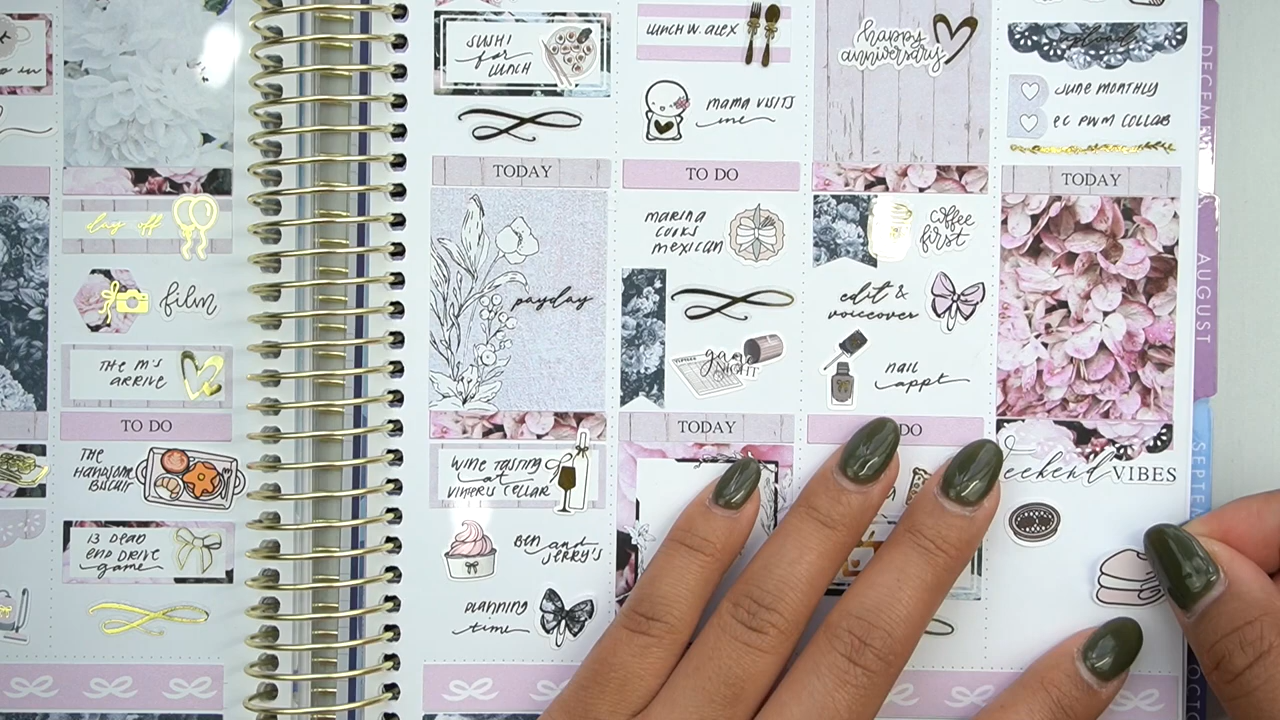 day off
film
THE M'S
ARRIVE
TO DO
THE
HANDSOME
BISCUIT
13 DEAD
END DRIVE
game
SUSHI
for
LUNCH
TODAY
payday
WINE TASTING
at
VINTER'S CELLAR
BEN and
JERRY'S
PLANNING
time
LUNCH W. ALEX
MAMA VISITS
me
TO DO
MARINA
COOKS
MEXICAN
game
NIGHT
TODAY
happy
anniversary
coffee
first
edit &
voiceover
nail
appt
DO
JUNE MONTHLY
EC PWM COLLAB
TODAY
weekend VIBES
DECEMBER
AUGUST
SEPTEM
OCTO